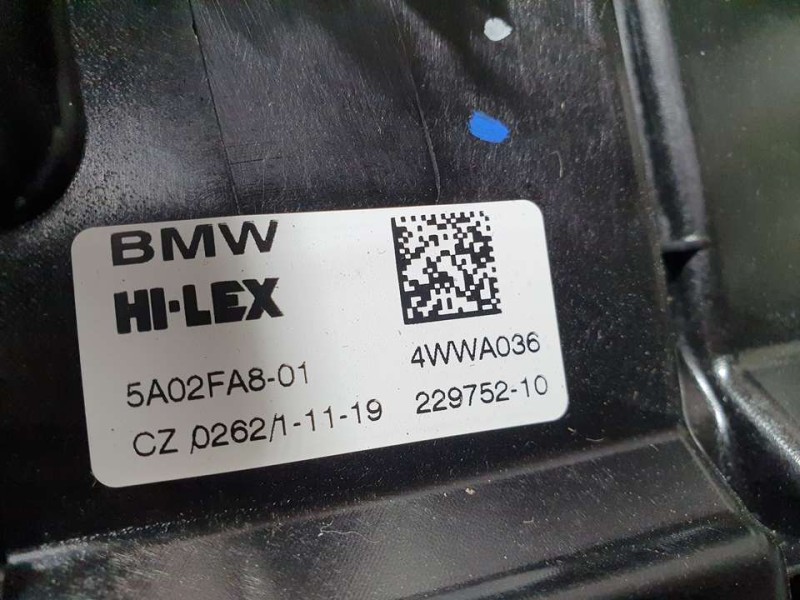 BMW
HI-LEX
5A02FA8-01
4WWA036
CZ 0262/1-11-19
229752-10